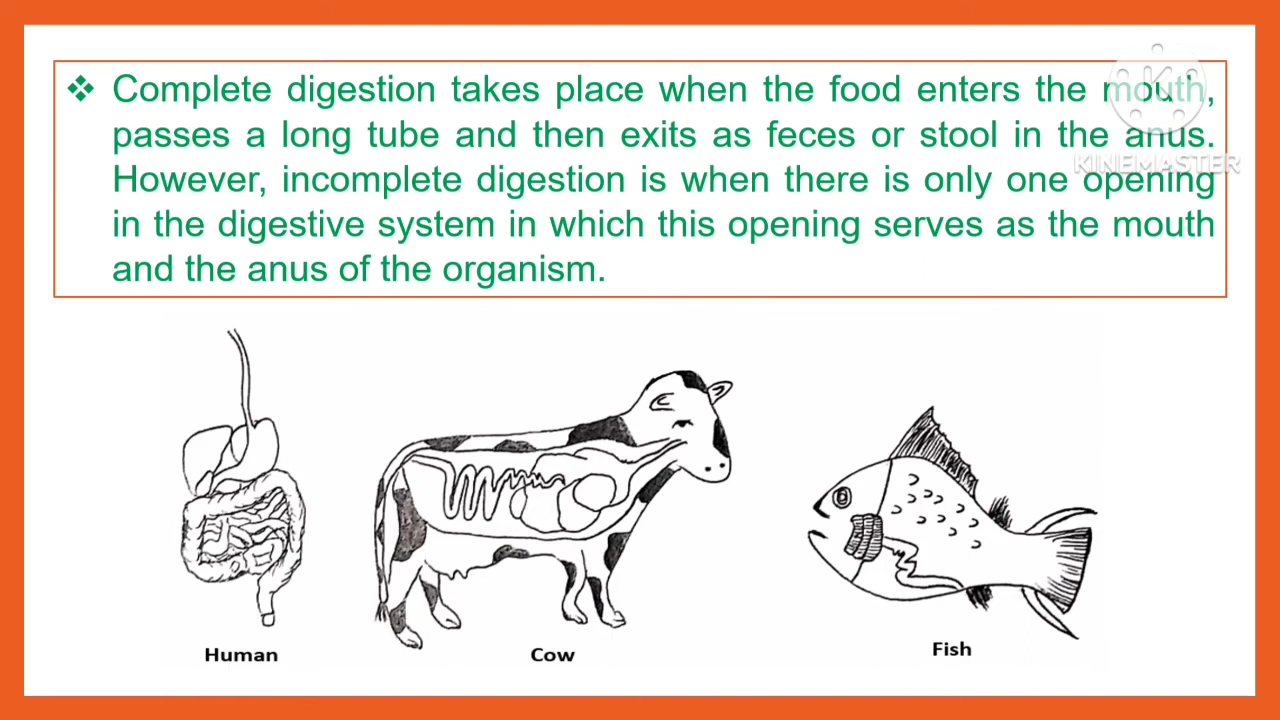 ❖ Complete digestion takes place when the food enters the mouth,
passes a long tube and then exits as feces or stool in the anus.
However, incomplete digestion is when there is only one opening
in the digestive system in which this opening serves as the mouth
and the anus of the organism.
KINEMASTER
Human
Cow
Fish